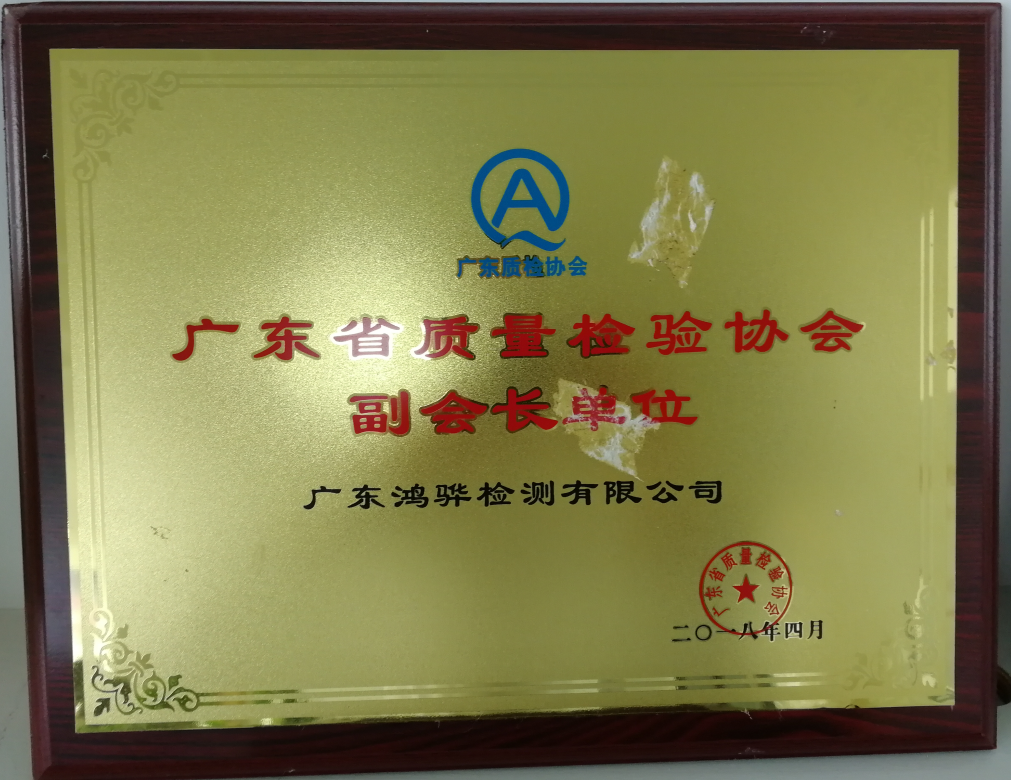 广东质检协会
广东省质量检验协会
副会长单位
广东鸿骅检测有限公司
广东省质量检验协会
二〇一八年四月